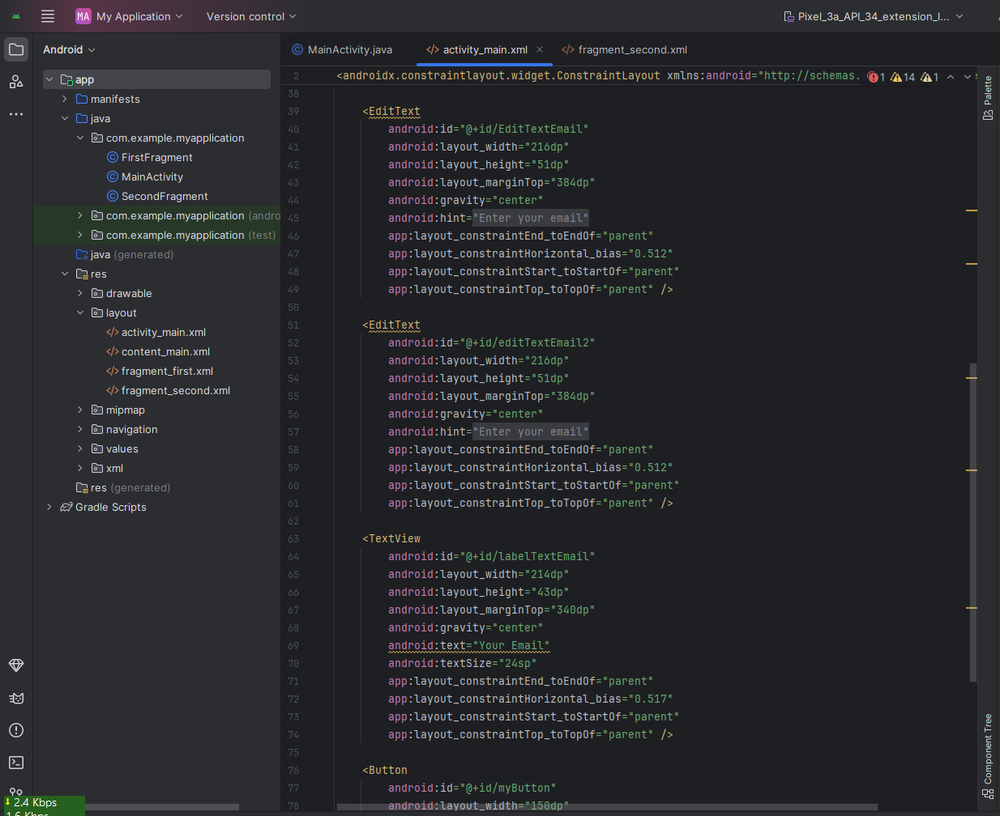 MA My Application
Version control
Pixel_3a_API_34_extension_l...
Android
MainActivity.java
activity_main.xml
fragment_second.xml
app
manifests
java
com.example.myapplication
FirstFragment
MainActivity
SecondFragment
com.example.myapplication (andro
com.example.myapplication (test)
java (generated)
res
drawable
layout
activity_main.xml
content_main.xml
fragment_first.xml
fragment_second.xml
mipmap
navigation
values
xml
res (generated)
Gradle Scripts
2.4 Kbps
1.6 Kbps
2 <androidx.constraintlayout.widget.ConstraintLayout xmlns:android="http://schemas.
1 14 1
38
39 <EditText
40 android:id="@+id/EditTextEmail"
41 android:layout_width="216dp"
42 android:layout_height="51dp"
43 android:layout_marginTop="384dp"
44 android:gravity="center"
45 android:hint="Enter your email"
46 app:layout_constraintEnd_toEndOf="parent"
47 app:layout_constraintHorizontal_bias="0.512"
48 app:layout_constraintStart_toStartOf="parent"
49 app:layout_constraintTop_toTopOf="parent" />
50
51 <EditText
52 android:id="@+id/editTextEmail2"
53 android:layout_width="216dp"
54 android:layout_height="51dp"
55 android:layout_marginTop="384dp"
56 android:gravity="center"
57 android:hint="Enter your email"
58 app:layout_constraintEnd_toEndOf="parent"
59 app:layout_constraintHorizontal_bias="0.512"
60 app:layout_constraintStart_toStartOf="parent"
61 app:layout_constraintTop_toTopOf="parent" />
62
63 <TextView
64 android:id="@+id/labelTextEmail"
65 android:layout_width="214dp"
66 android:layout_height="43dp"
67 android:layout_marginTop="340dp"
68 android:gravity="center"
69 android:text="Your Email"
70 android:textSize="24sp"
71 app:layout_constraintEnd_toEndOf="parent"
72 app:layout_constraintHorizontal_bias="0.517"
73 app:layout_constraintStart_toStartOf="parent"
74 app:layout_constraintTop_toTopOf="parent" />
75
76 <Button
77 android:id="@+id/myButton"
78 android:layout_width="150dp"
Palette
Component Tree